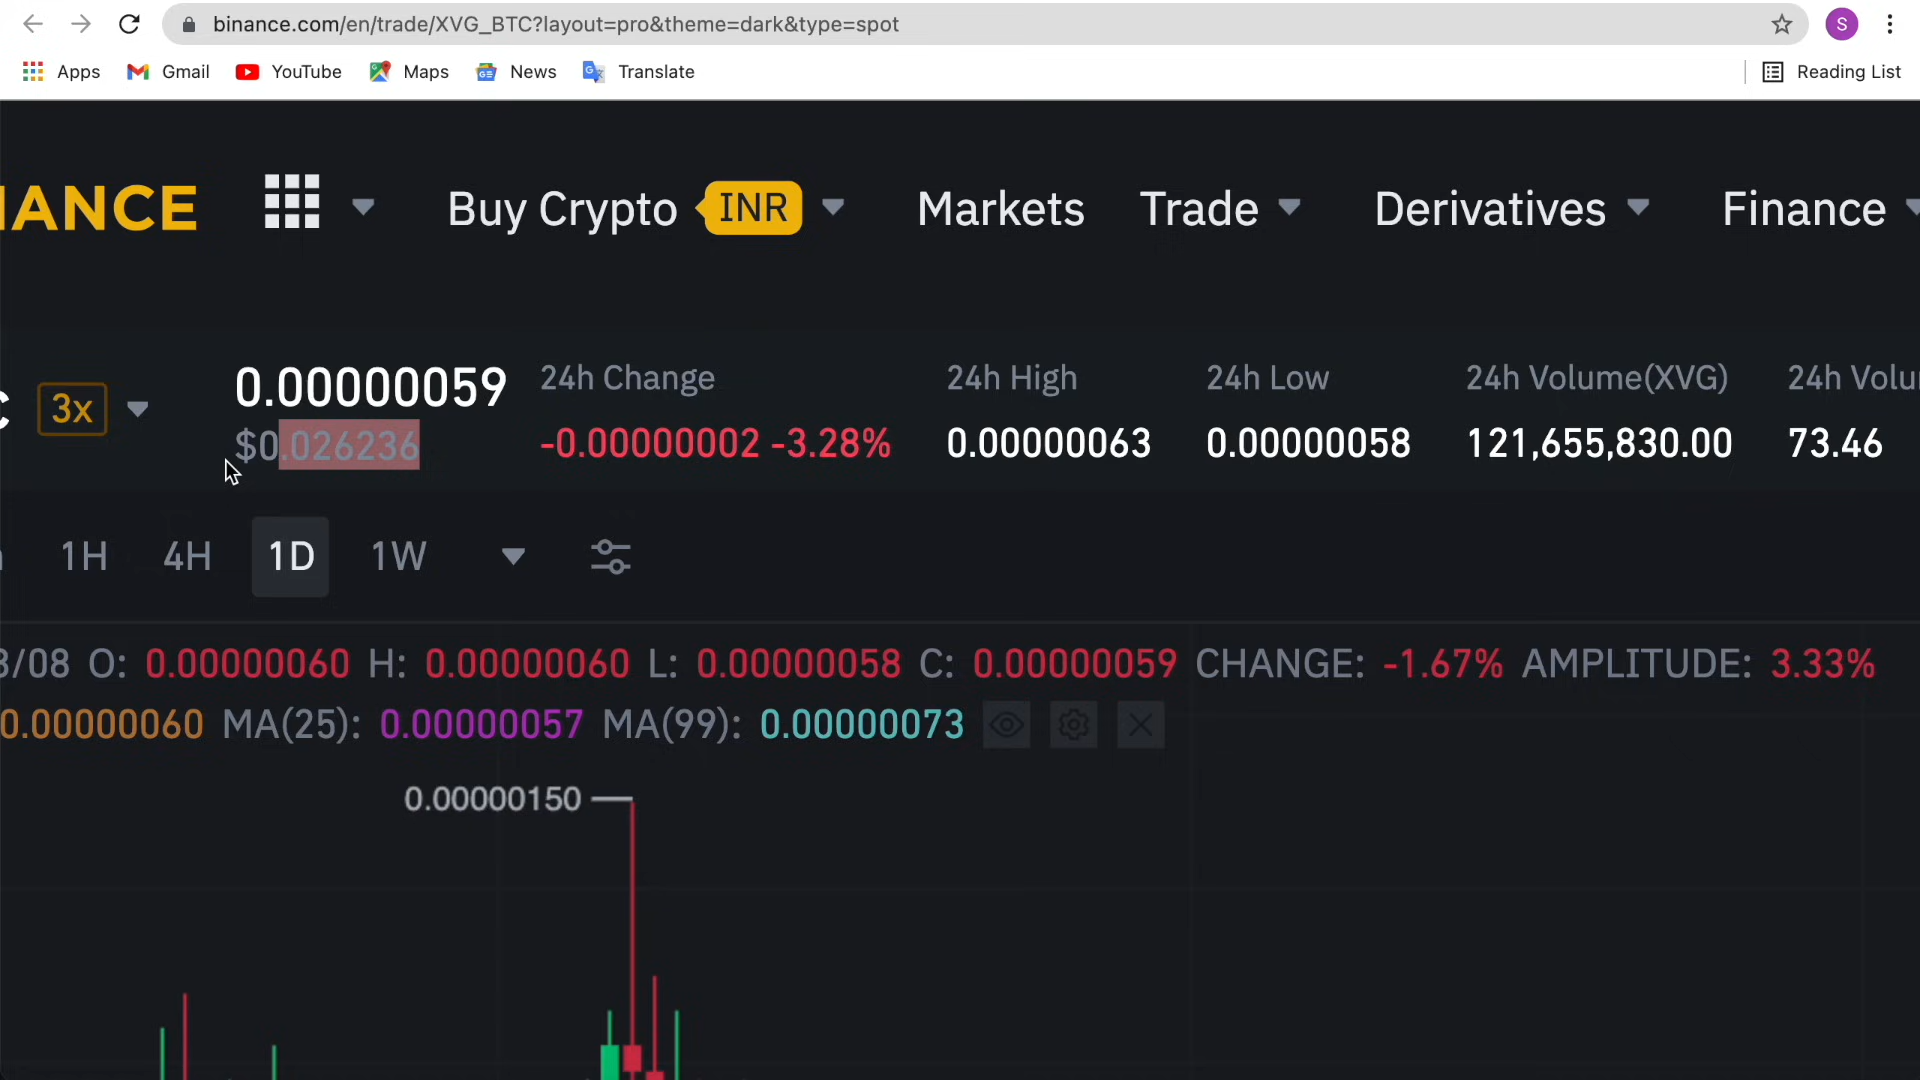 binance.com/en/trade/XVG_BTC?layout=pro&theme=dark&type=spot S
Apps Gmail YouTube Maps News Translate Reading List
ANCE Buy Crypto INR Markets Trade Derivatives Finance
3x 0.00000059 24h Change 24h High 24h Low 24h Volume(XVG) 24h Volu
$0.026236 -0.00000002 -3.28% 0.00000063 0.00000058 121,655,830.00 73.46
1H 4H 1D 1W
/08 O: 0.00000060 H: 0.00000060 L: 0.00000058 C: 0.00000059 CHANGE: -1.67% AMPLITUDE: 3.33%
0.00000060 MA(25): 0.00000057 MA(99): 0.00000073
0.00000150